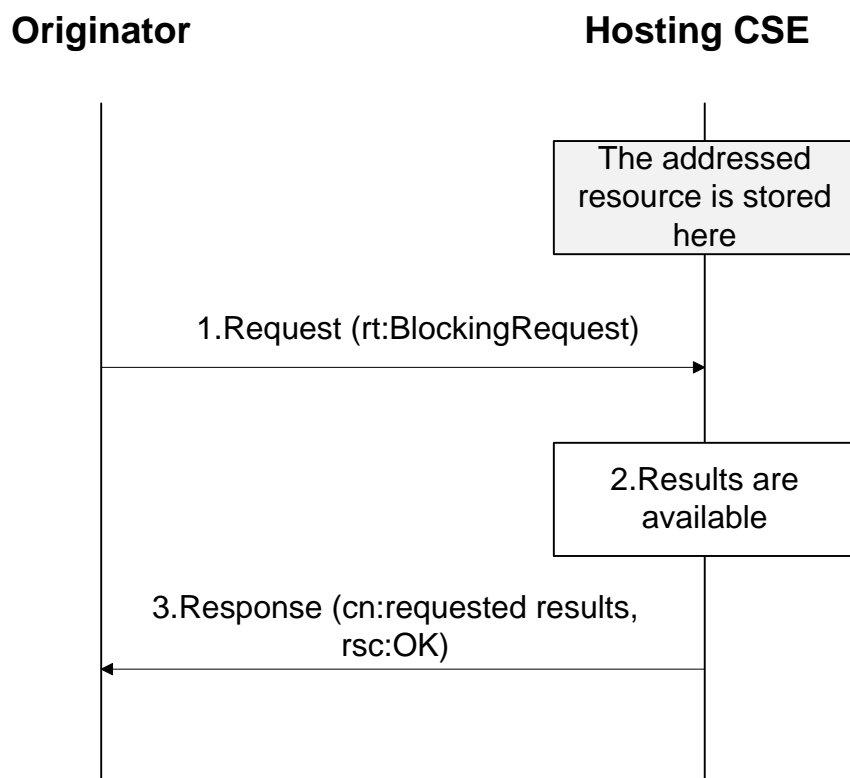 Originator
Hosting CSE
The addressed
resource is stored
here
1.Request (rt:BlockingRequest)
2.Results are
available
3.Response (cn:requested results,
rsc:OK)